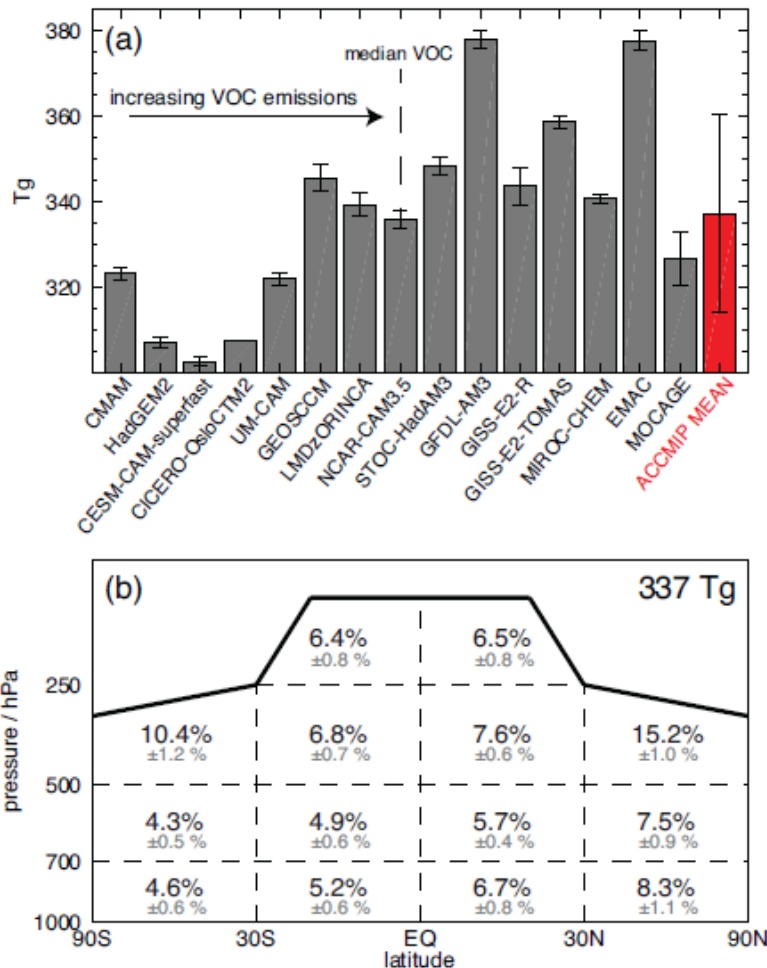 (a)
median VOC
increasing VOC emissions
380
360
340
320
Tg
CMAM
HadGEM2
CESM-CAM-superfast
CICERO-OsloCTM2
UM-CAM
GEOSCCM
LMDzORINCA
NCAR-CAM3.5
STOC-HadAM3
GFDL-AM3
GISS-E2-R
GISS-E2-TOMAS
MIROC-CHEM
EMAC
MOCAGE
ACCMIP MEAN
(b) 337 Tg
6.4% 6.5%
±0.8 % ±0.8 %
250
10.4% 6.8% 7.6% 15.2%
±1.2 % ±0.7 % ±0.6 % ±1.0 %
500
4.3% 4.9% 5.7% 7.5%
±0.5 % ±0.6 % ±0.4 % ±0.9 %
700
4.6% 5.2% 6.7% 8.3%
±0.6 % ±0.6 % ±0.8 % ±1.1 %
1000
pressure / hPa
90S 30S EQ 30N 90N
latitude